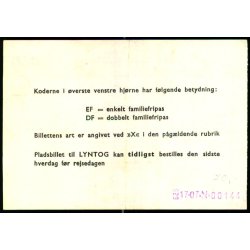 Koderne i øverste venstre hjørne har følgende betydning:
EF = enkelt familiefripas
DF = dobbelt familiefripas
Billettens art er angivet ved xXx i den pågældende rubrik
Pladsbillet til LYNTOG kan tidligst bestilles den sidste
hverdag før rejsedagen